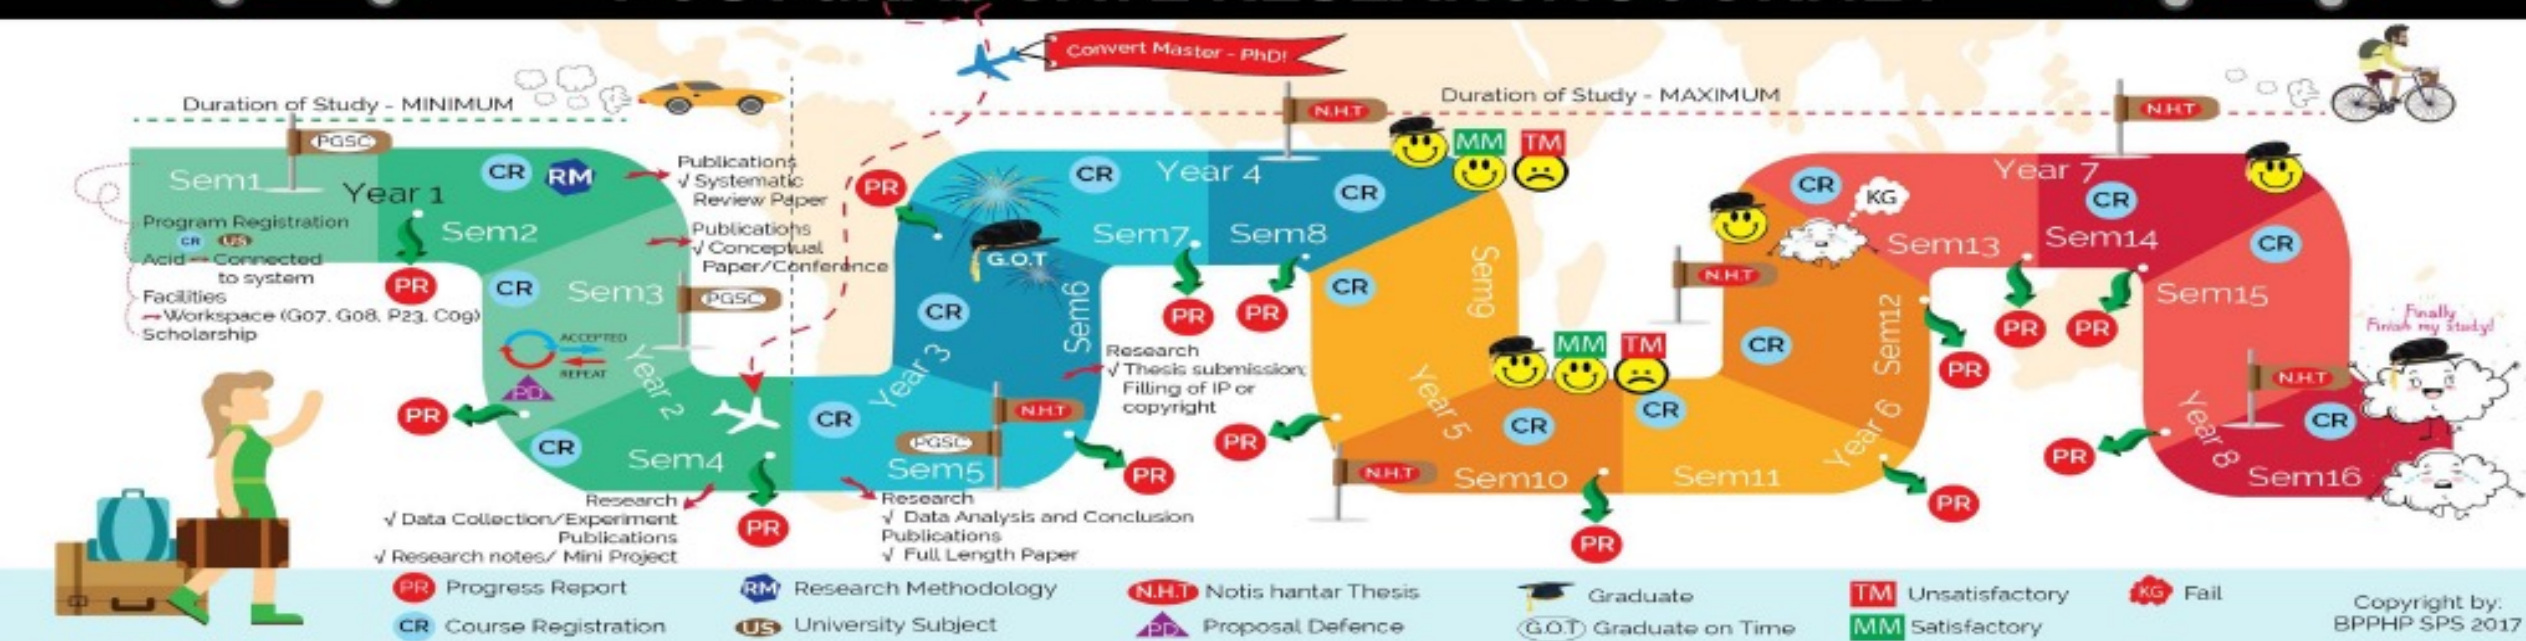 Convert Master - PhD!
Duration of Study - MINIMUM
Duration of Study - MAXIMUM
N.H.T
N.H.T
PGSC
Sem1
Year 1
CR
RM
Publications
√ Systematic
Review Paper
PR
CR
Year 4
CR
MM
TM
CR
KG
Year 7
CR
Program Registration
CR
US
Acid → Connected
to system
Facilities
→Workspace (G07, G08, P23, C09)
Scholarship
Sem2
PR
Publications
√ Conceptual
Paper/Conference
CR
Sem3
PGSC
G.O.T
Sem7
Sem8
PR
PR
CR
Sem9
N.H.T
Sem13
Sem14
CR
Sem15
PR
PR
ACCEPTED
REPEAT
PD
Year 2
CR
Year 3
Sem6
Research
√ Thesis submission;
Filling of IP or
copyright
MM
TM
CR
Sem12
PR
Finally
Finish my study!
N.H.T
PR
CR
Sem4
CR
N.H.T
PGSC
Sem5
PR
PR
Year 5
N.H.T
CR
Sem10
CR
Sem11
Year 6
PR
PR
Year 8
CR
Sem16
Research
√ Data Collection/Experiment
Publications
√ Research notes/ Mini Project
PR
Research
√ Data Analysis and Conclusion
Publications
√ Full Length Paper
PR
PR Progress Report
RM Research Methodology
N.H.T Notis hantar Thesis
Graduate
TM Unsatisfactory
KG Fail
CR Course Registration
US University Subject
PD Proposal Defence
G.O.T Graduate on Time
MM Satisfactory
Copyright by:
BPPHP SPS 2017